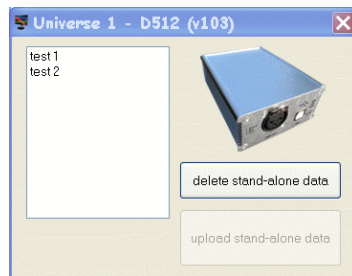 Universe 1 - D512 (v103)
test 1
test 2
delete stand-alone data
upload stand-alone data